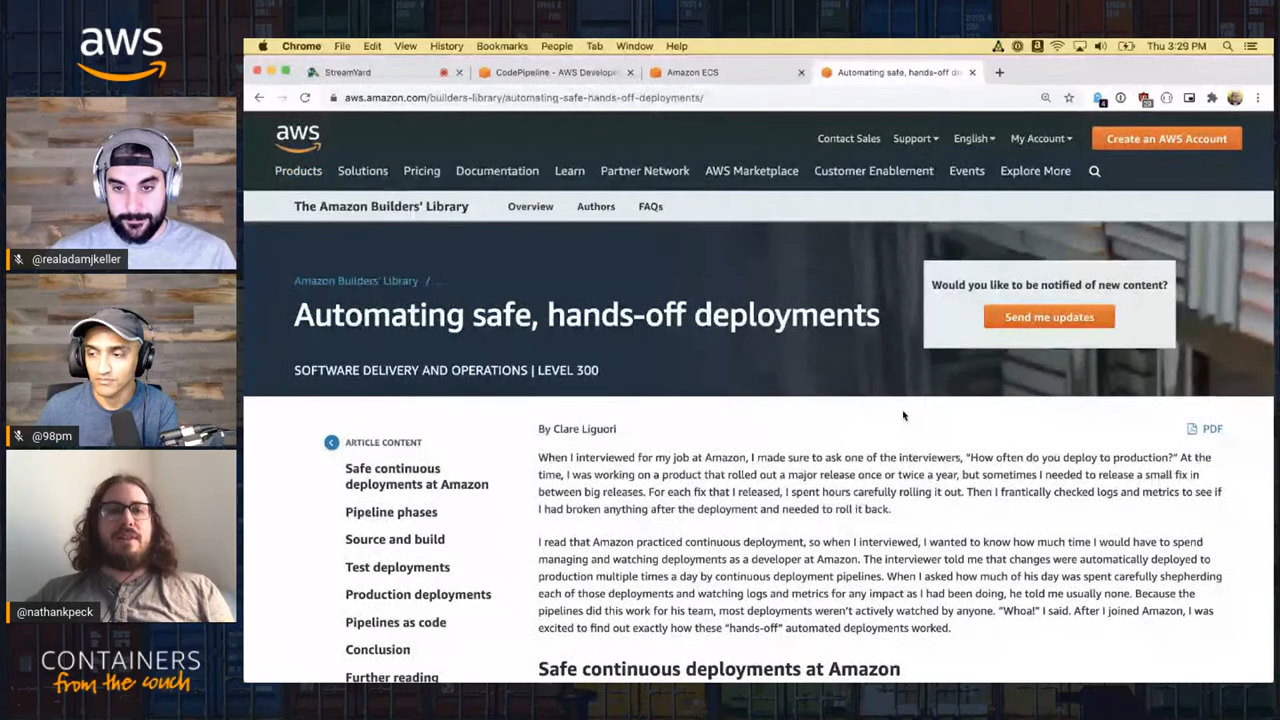 aws
@realadamjkeller
@98pm
@nathankpeck
CONTAINERS
from the couch
Chrome File Edit View History Bookmarks People Tab Window Help Thu 3:29 PM
StreamYard
CodePipeline - AWS Develop
Amazon ECS
Automating safe, hands-off de
aws.amazon.com/builders-library/automating-safe-hands-off-deployments/
aws
Contact Sales Support English My Account Create an AWS Account
Products Solutions Pricing Documentation Learn Partner Network AWS Marketplace Customer Enablement Events Explore More
The Amazon Builders' Library Overview Authors FAQs
Amazon Builders' Library / ...
Automating safe, hands-off deployments
SOFTWARE DELIVERY AND OPERATIONS | LEVEL 300
Would you like to be notified of new content?
Send me updates
ARTICLE CONTENT
Safe continuous
deployments at Amazon
Pipeline phases
Source and build
Test deployments
Production deployments
Pipelines as code
Conclusion
Further reading
By Clare Liguori
PDF
When I interviewed for my job at Amazon, I made sure to ask one of the interviewers, "How often do you deploy to production?" At the
time, I was working on a product that rolled out a major release once or twice a year, but sometimes I needed to release a small fix in
between big releases. For each fix that I released, I spent hours carefully rolling it out. Then I frantically checked logs and metrics to see if
I had broken anything after the deployment and needed to roll it back.
I read that Amazon practiced continuous deployment, so when I interviewed, I wanted to know how much time I would have to spend
managing and watching deployments as a developer at Amazon. The interviewer told me that changes were automatically deployed to
production multiple times a day by continuous deployment pipelines. When I asked how much of his day was spent carefully shepherding
each of those deployments and watching logs and metrics for any impact as I had been doing, he told me usually none. Because the
pipelines did this work for his team, most deployments weren't actively watched by anyone. "Whoa!" I said. After I joined Amazon, I was
excited to find out exactly how these "hands-off" automated deployments worked.
Safe continuous deployments at Amazon